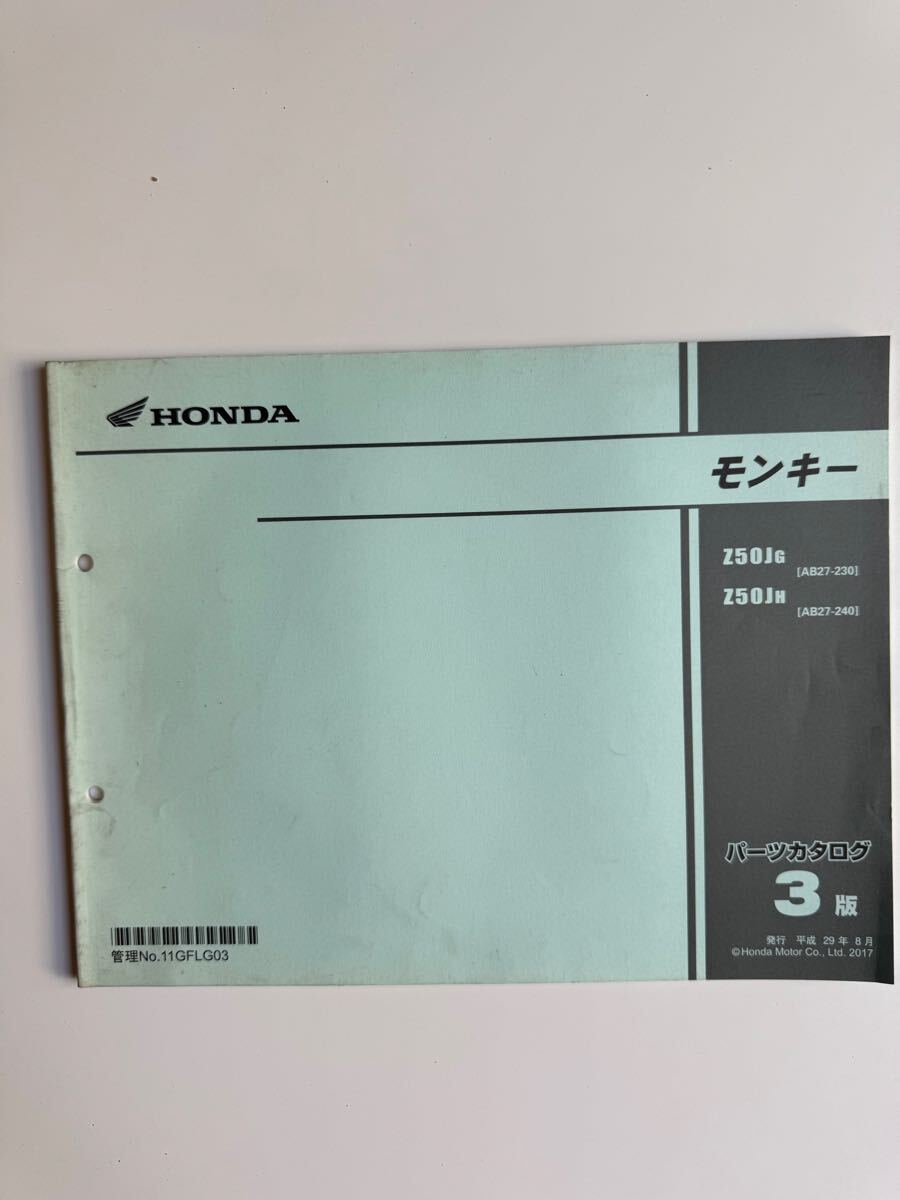 HONDA
モンキー
Z50JG
[AB27-230]
Z50JH
[AB27-240]
パーツカタログ
3版
発行 平成 29 年 8 月
©Honda Motor Co., Ltd. 2017
管理No.11GFLG03